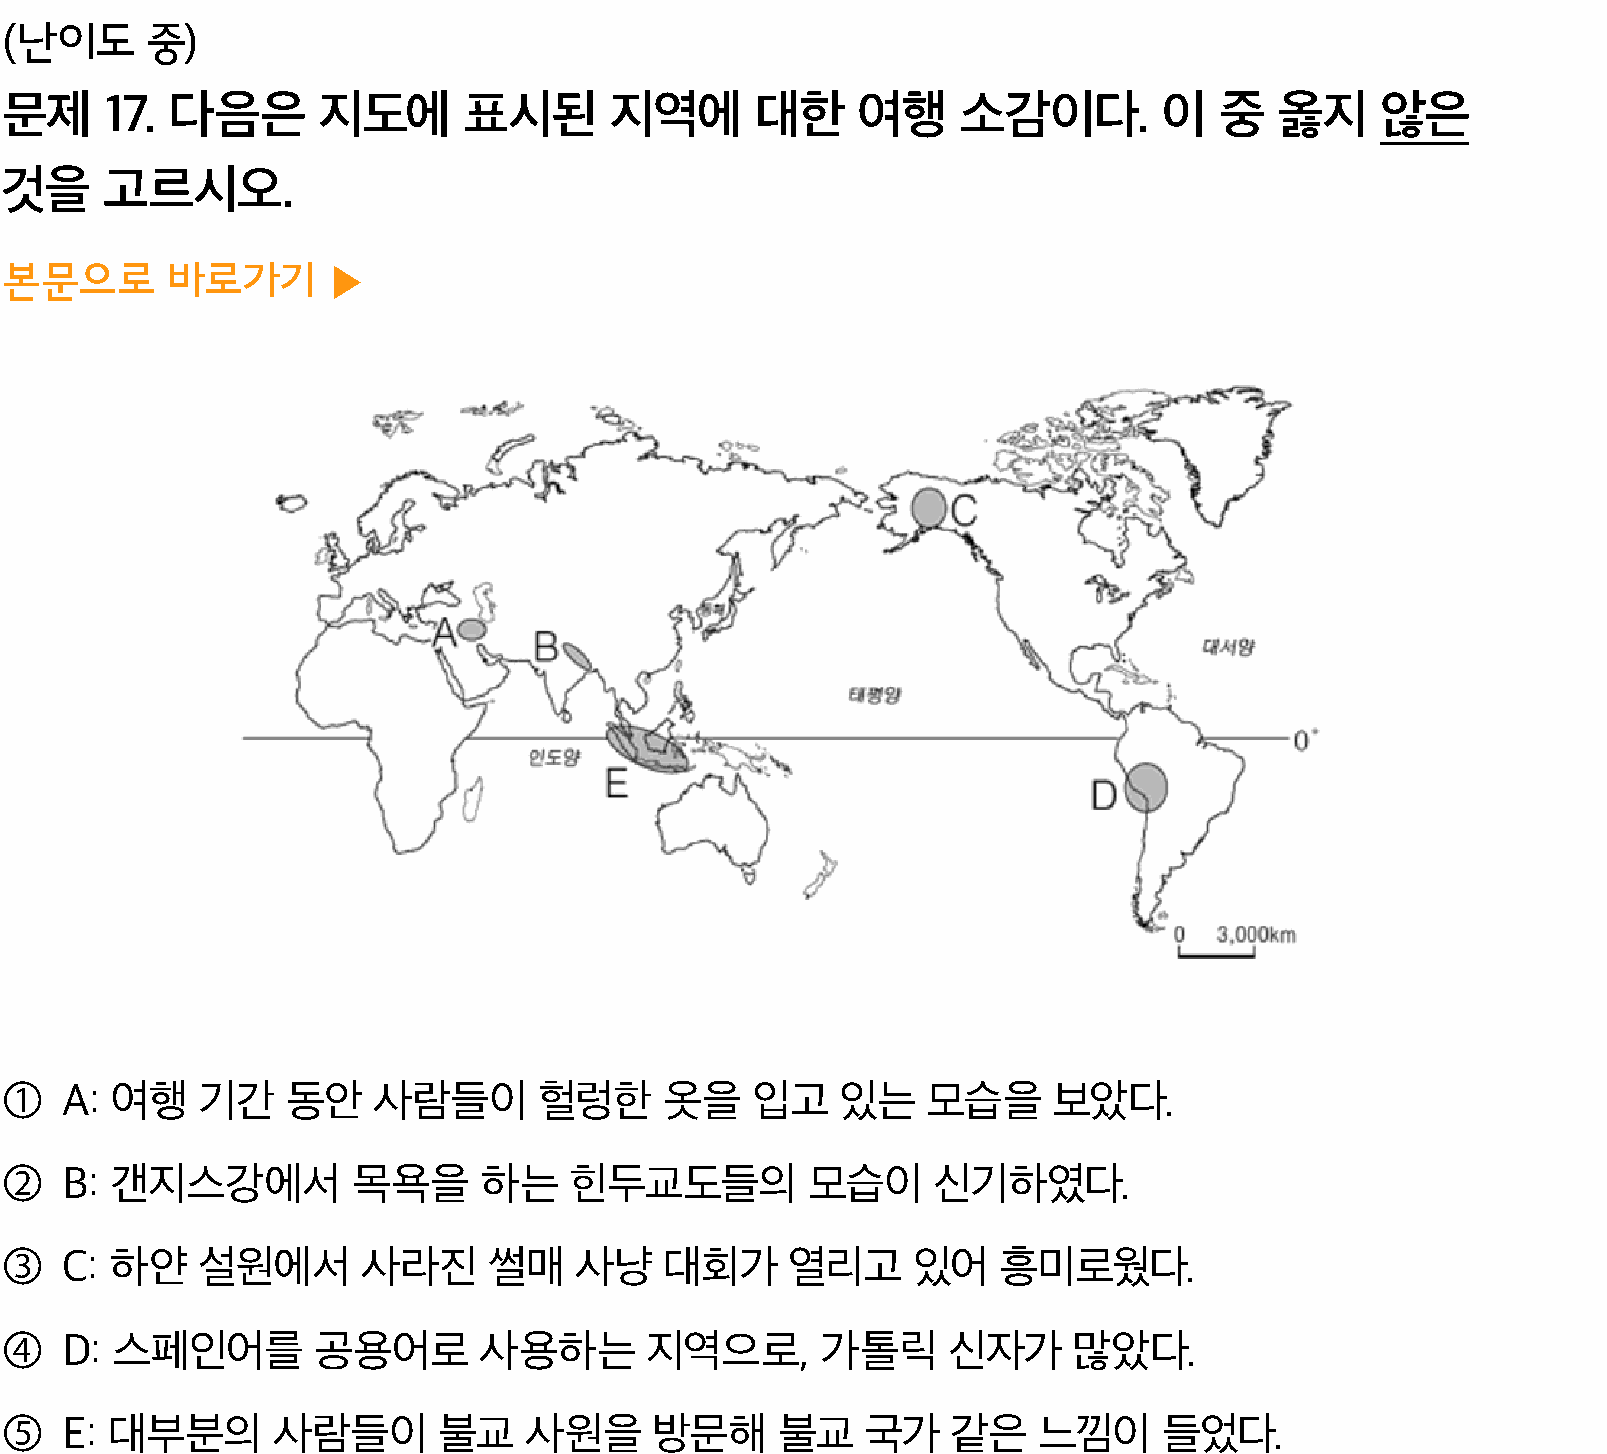 (난이도 중)
문제 17. 다음은 지도에 표시된 지역에 대한 여행 소감이다. 이 중 옳지 않은
것을 고르시오.
본문으로 바로가기 ▶
C
A
B
대서양
태평양
0°
인도양
E
D
0 3,000km
① A: 여행 기간 동안 사람들이 헐렁한 옷을 입고 있는 모습을 보았다.
② B: 갠지스강에서 목욕을 하는 힌두교도들의 모습이 신기하였다.
③ C: 하얀 설원에서 사라진 썰매 사냥 대회가 열리고 있어 흥미로웠다.
④ D: 스페인어를 공용어로 사용하는 지역으로, 가톨릭 신자가 많았다.
⑤ E: 대부분의 사람들이 불교 사원을 방문해 불교 국가 같은 느낌이 들었다.